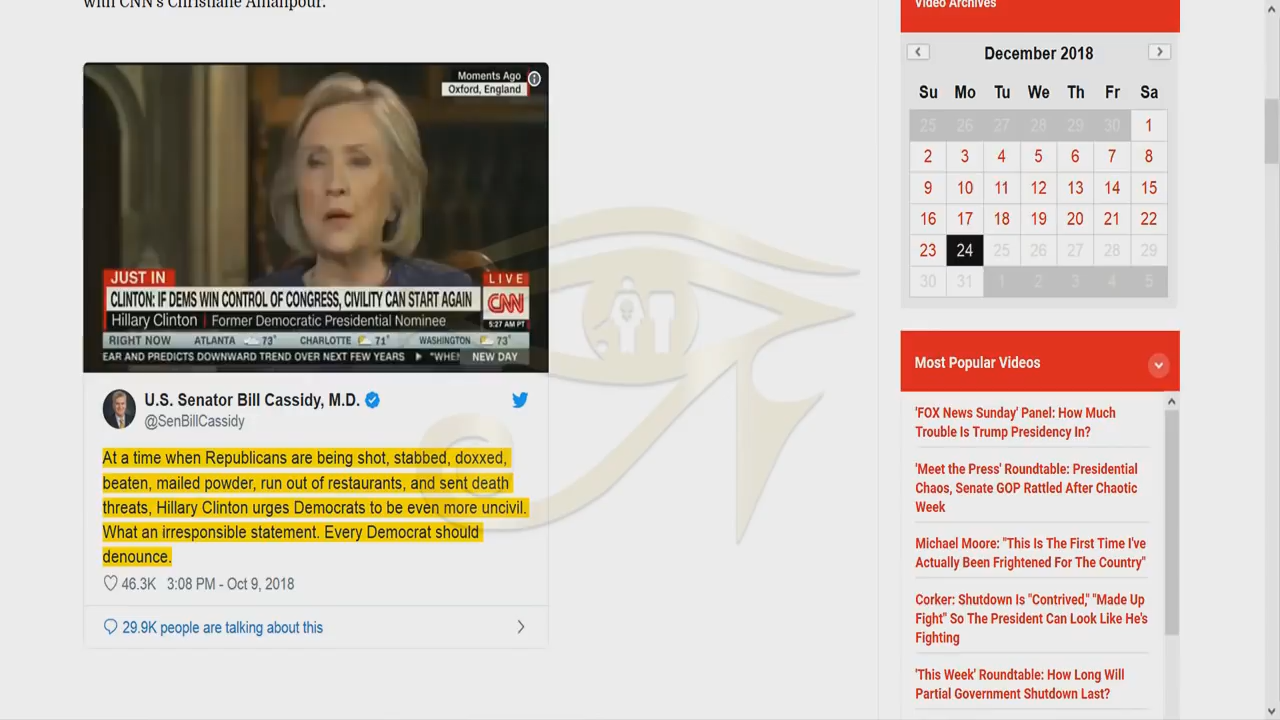 with CNN's Christiane Amanpour.
Moments Ago
Oxford, England
JUST IN
LIVE
CLINTON: IF DEMS WIN CONTROL OF CONGRESS, CIVILITY CAN START AGAIN
CNN
Hillary Clinton | Former Democratic Presidential Nominee
5:27 AM PT
RIGHT NOW ATLANTA 73° CHARLOTTE 71° WASHINGTON 73°
EAR AND PREDICTS DOWNWARD TREND OVER NEXT FEW YEARS "WHE NEW DAY
U.S. Senator Bill Cassidy, M.D.
@SenBillCassidy
At a time when Republicans are being shot, stabbed, doxxed,
beaten, mailed powder, run out of restaurants, and sent death
threats, Hillary Clinton urges Democrats to be even more uncivil.
What an irresponsible statement. Every Democrat should
denounce.
46.3K 3:08 PM - Oct 9, 2018
29.9K people are talking about this
Video Archives
December 2018
Su Mo Tu We Th Fr Sa
25 26 27 28 29 30 1
2 3 4 5 6 7 8
9 10 11 12 13 14 15
16 17 18 19 20 21 22
23 24 25 26 27 28 29
30 31 1 2 3 4 5
Most Popular Videos
'FOX News Sunday' Panel: How Much
Trouble Is Trump Presidency In?
'Meet the Press' Roundtable: Presidential
Chaos, Senate GOP Rattled After Chaotic
Week
Michael Moore: "This Is The First Time I've
Actually Been Frightened For The Country"
Corker: Shutdown Is "Contrived," "Made Up
Fight" So The President Can Look Like He's
Fighting
'This Week' Roundtable: How Long Will
Partial Government Shutdown Last?